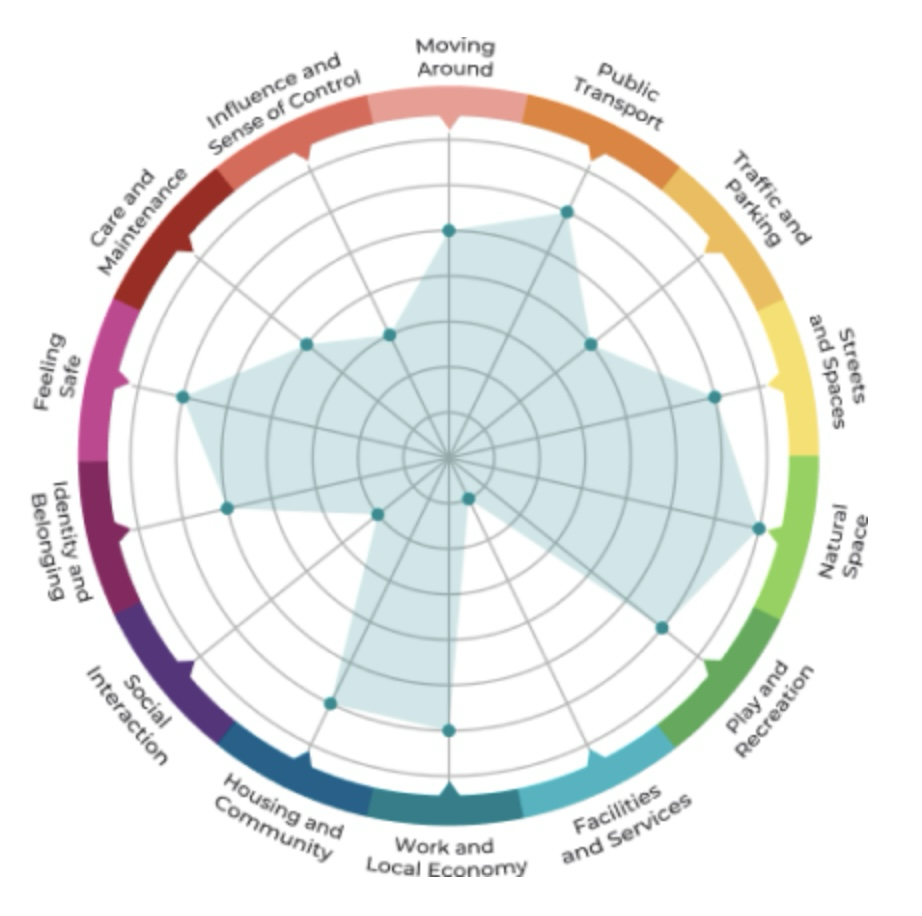 Moving
Around
Public
Transport
Traffic and
Parking
Streets
and Spaces
Natural
Space
Play and
Recreation
Facilities
and Services
Work and
Local Economy
Housing and
Community
Social
Interaction
Identity and
Belonging
Feeling
Safe
Care and
Maintenance
Influence and
Sense of Control